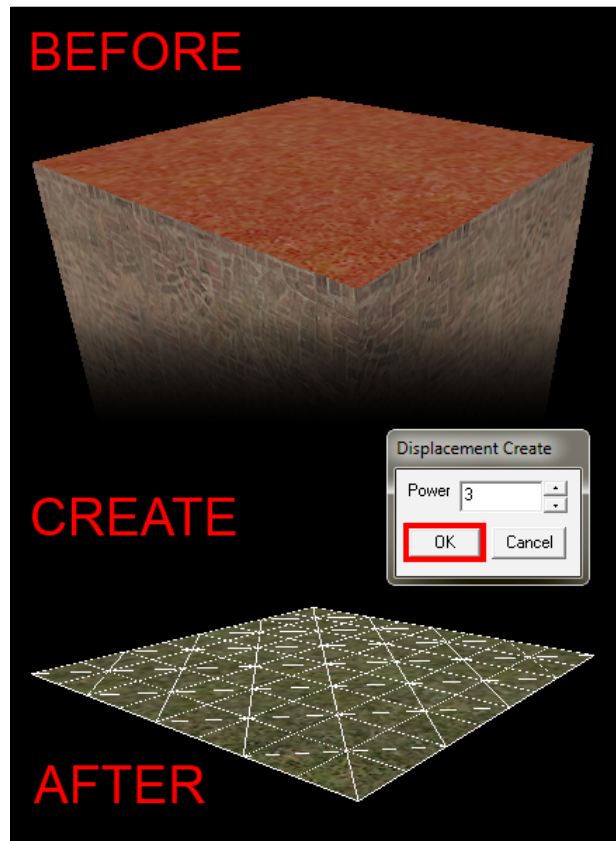 BEFORE
Displacement Create
Power 3
CREATE
OK Cancel
AFTER